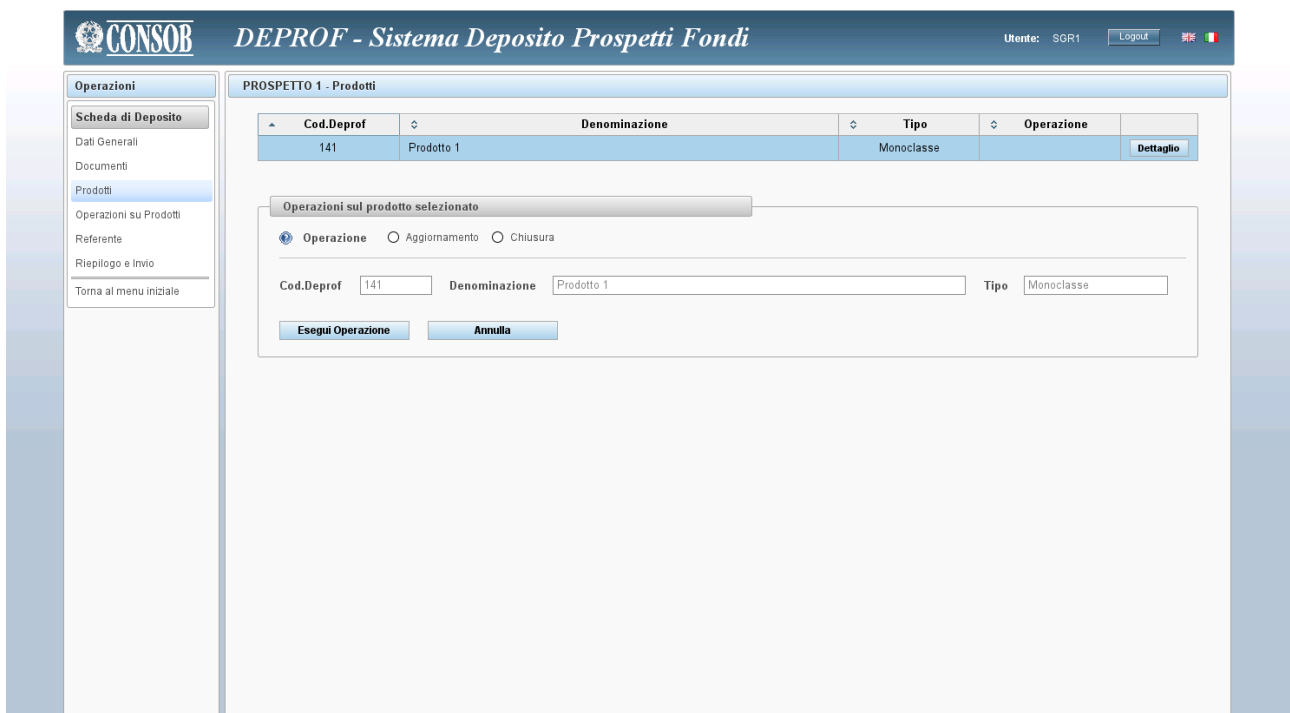 CONSOB DEPROF - Sistema Deposito Prospetti Fondi Utente: SGR1 Logout
Operazioni
Scheda di Deposito
Dati Generali
Documenti
Prodotti
Operazioni su Prodotti
Referente
Riepilogo e Invio
Torna al menu iniziale
PROSPETTO 1 - Prodotti
Cod.Deprof Denominazione Tipo Operazione
141 Prodotto 1 Monoclasse Dettaglio
Operazioni sul prodotto selezionato
Operazione Aggiornamento Chiusura
Cod.Deprof 141 Denominazione Prodotto 1 Tipo Monoclasse
Esegui Operazione Annulla